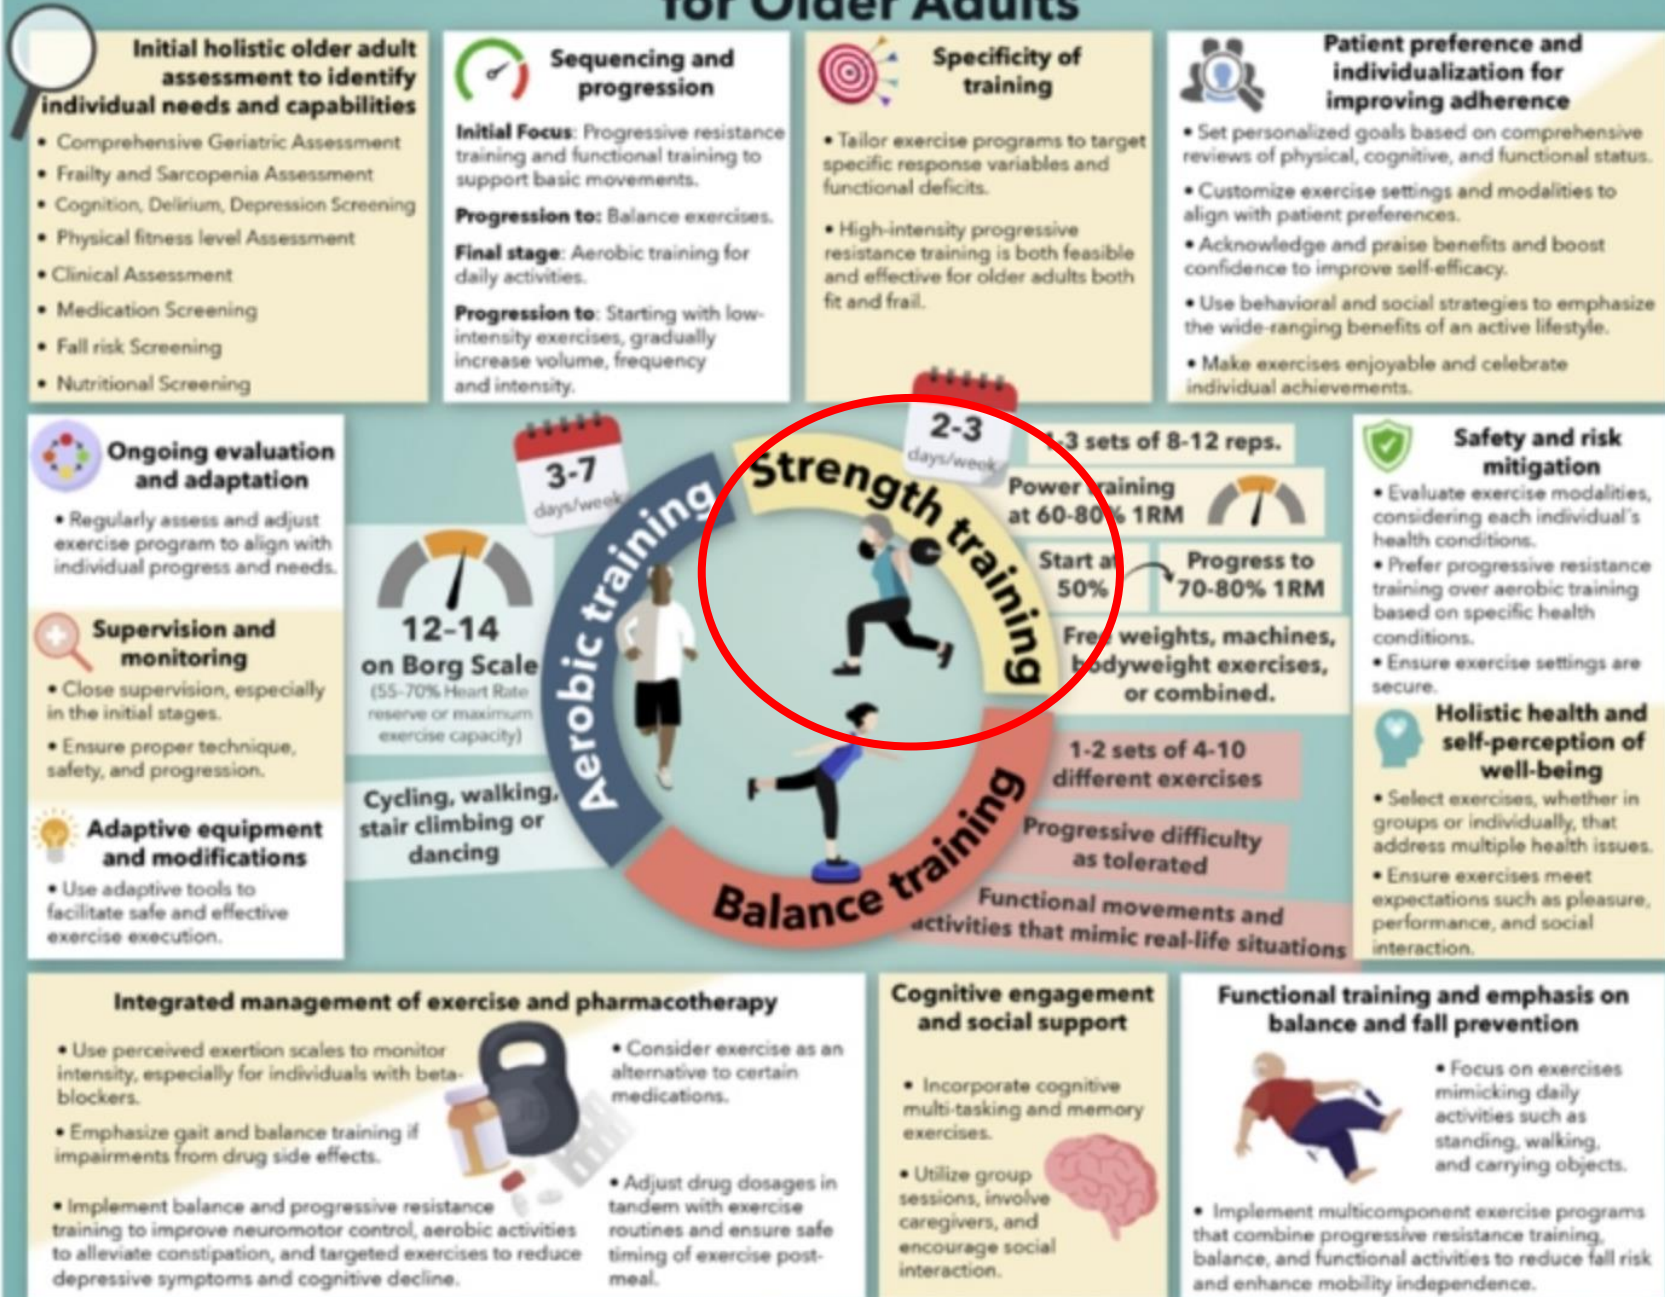 for Older Adults
Initial holistic older adult
assessment to identify
individual needs and capabilities
• Comprehensive Geriatric Assessment
• Frailty and Sarcopenia Assessment
• Cognition, Delirium, Depression Screening
• Physical fitness level Assessment
• Clinical Assessment
• Medication Screening
• Fall risk Screening
• Nutritional Screening
Sequencing and
progression
Initial Focus: Progressive resistance
training and functional training to
support basic movements.
Progression to: Balance exercises.
Final stage: Aerobic training for
daily activities.
Progression to: Starting with low-
intensity exercises, gradually
increase volume, frequency
and intensity.
Specificity of
training
• Tailor exercise programs to target
specific response variables and
functional deficits.
• High-intensity progressive
resistance training is both feasible
and effective for older adults both
fit and frail.
Patient preference and
individualization for
improving adherence
• Set personalized goals based on comprehensive
reviews of physical, cognitive, and functional status.
• Customize exercise settings and modalities to
align with patient preferences.
• Acknowledge and praise benefits and boost
confidence to improve self-efficacy.
• Use behavioral and social strategies to emphasize
the wide-ranging benefits of an active lifestyle.
• Make exercises enjoyable and celebrate
individual achievements.
Ongoing evaluation
and adaptation
• Regularly assess and adjust
exercise program to align with
individual progress and needs.
Supervision and
monitoring
• Close supervision, especially
in the initial stages.
• Ensure proper technique,
safety, and progression.
Adaptive equipment
and modifications
• Use adaptive tools to
facilitate safe and effective
exercise execution.
3-7
days/week
Aerobic training
12-14
on Borg Scale
(55-70% Heart Rate
reserve or maximum
exercise capacity)
Cycling, walking,
stair climbing or
dancing
2-3
days/week
Strength training
1-3 sets of 8-12 reps.
Power training
at 60-80% 1RM
Start at
50%
Progress to
70-80% 1RM
Free weights, machines,
bodyweight exercises,
or combined.
Balance training
1-2 sets of 4-10
different exercises
Progressive difficulty
as tolerated
Functional movements and
activities that mimic real-life situations
Safety and risk
mitigation
• Evaluate exercise modalities,
considering each individual's
health conditions.
• Prefer progressive resistance
training over aerobic training
based on specific health
conditions.
• Ensure exercise settings are
secure.
Holistic health and
self-perception of
well-being
• Select exercises, whether in
groups or individually, that
address multiple health issues.
• Ensure exercises meet
expectations such as pleasure,
performance, and social
interaction.
Integrated management of exercise and pharmacotherapy
• Use perceived exertion scales to monitor
intensity, especially for individuals with beta-
blockers.
• Emphasize gait and balance training if
impairments from drug side effects.
• Implement balance and progressive resistance
training to improve neuromotor control, aerobic activities
to alleviate constipation, and targeted exercises to reduce
depressive symptoms and cognitive decline.
• Consider exercise as an
alternative to certain
medications.
• Adjust drug dosages in
tandem with exercise
routines and ensure safe
timing of exercise post-
meal.
Cognitive engagement
and social support
• Incorporate cognitive
multi-tasking and memory
exercises.
• Utilize group
sessions, involve
caregivers, and
encourage social
interaction.
Functional training and emphasis on
balance and fall prevention
• Focus on exercises
mimicking daily
activities such as
standing, walking,
and carrying objects.
• Implement multicomponent exercise programs
that combine progressive resistance training,
balance, and functional activities to reduce fall risk
and enhance mobility independence.